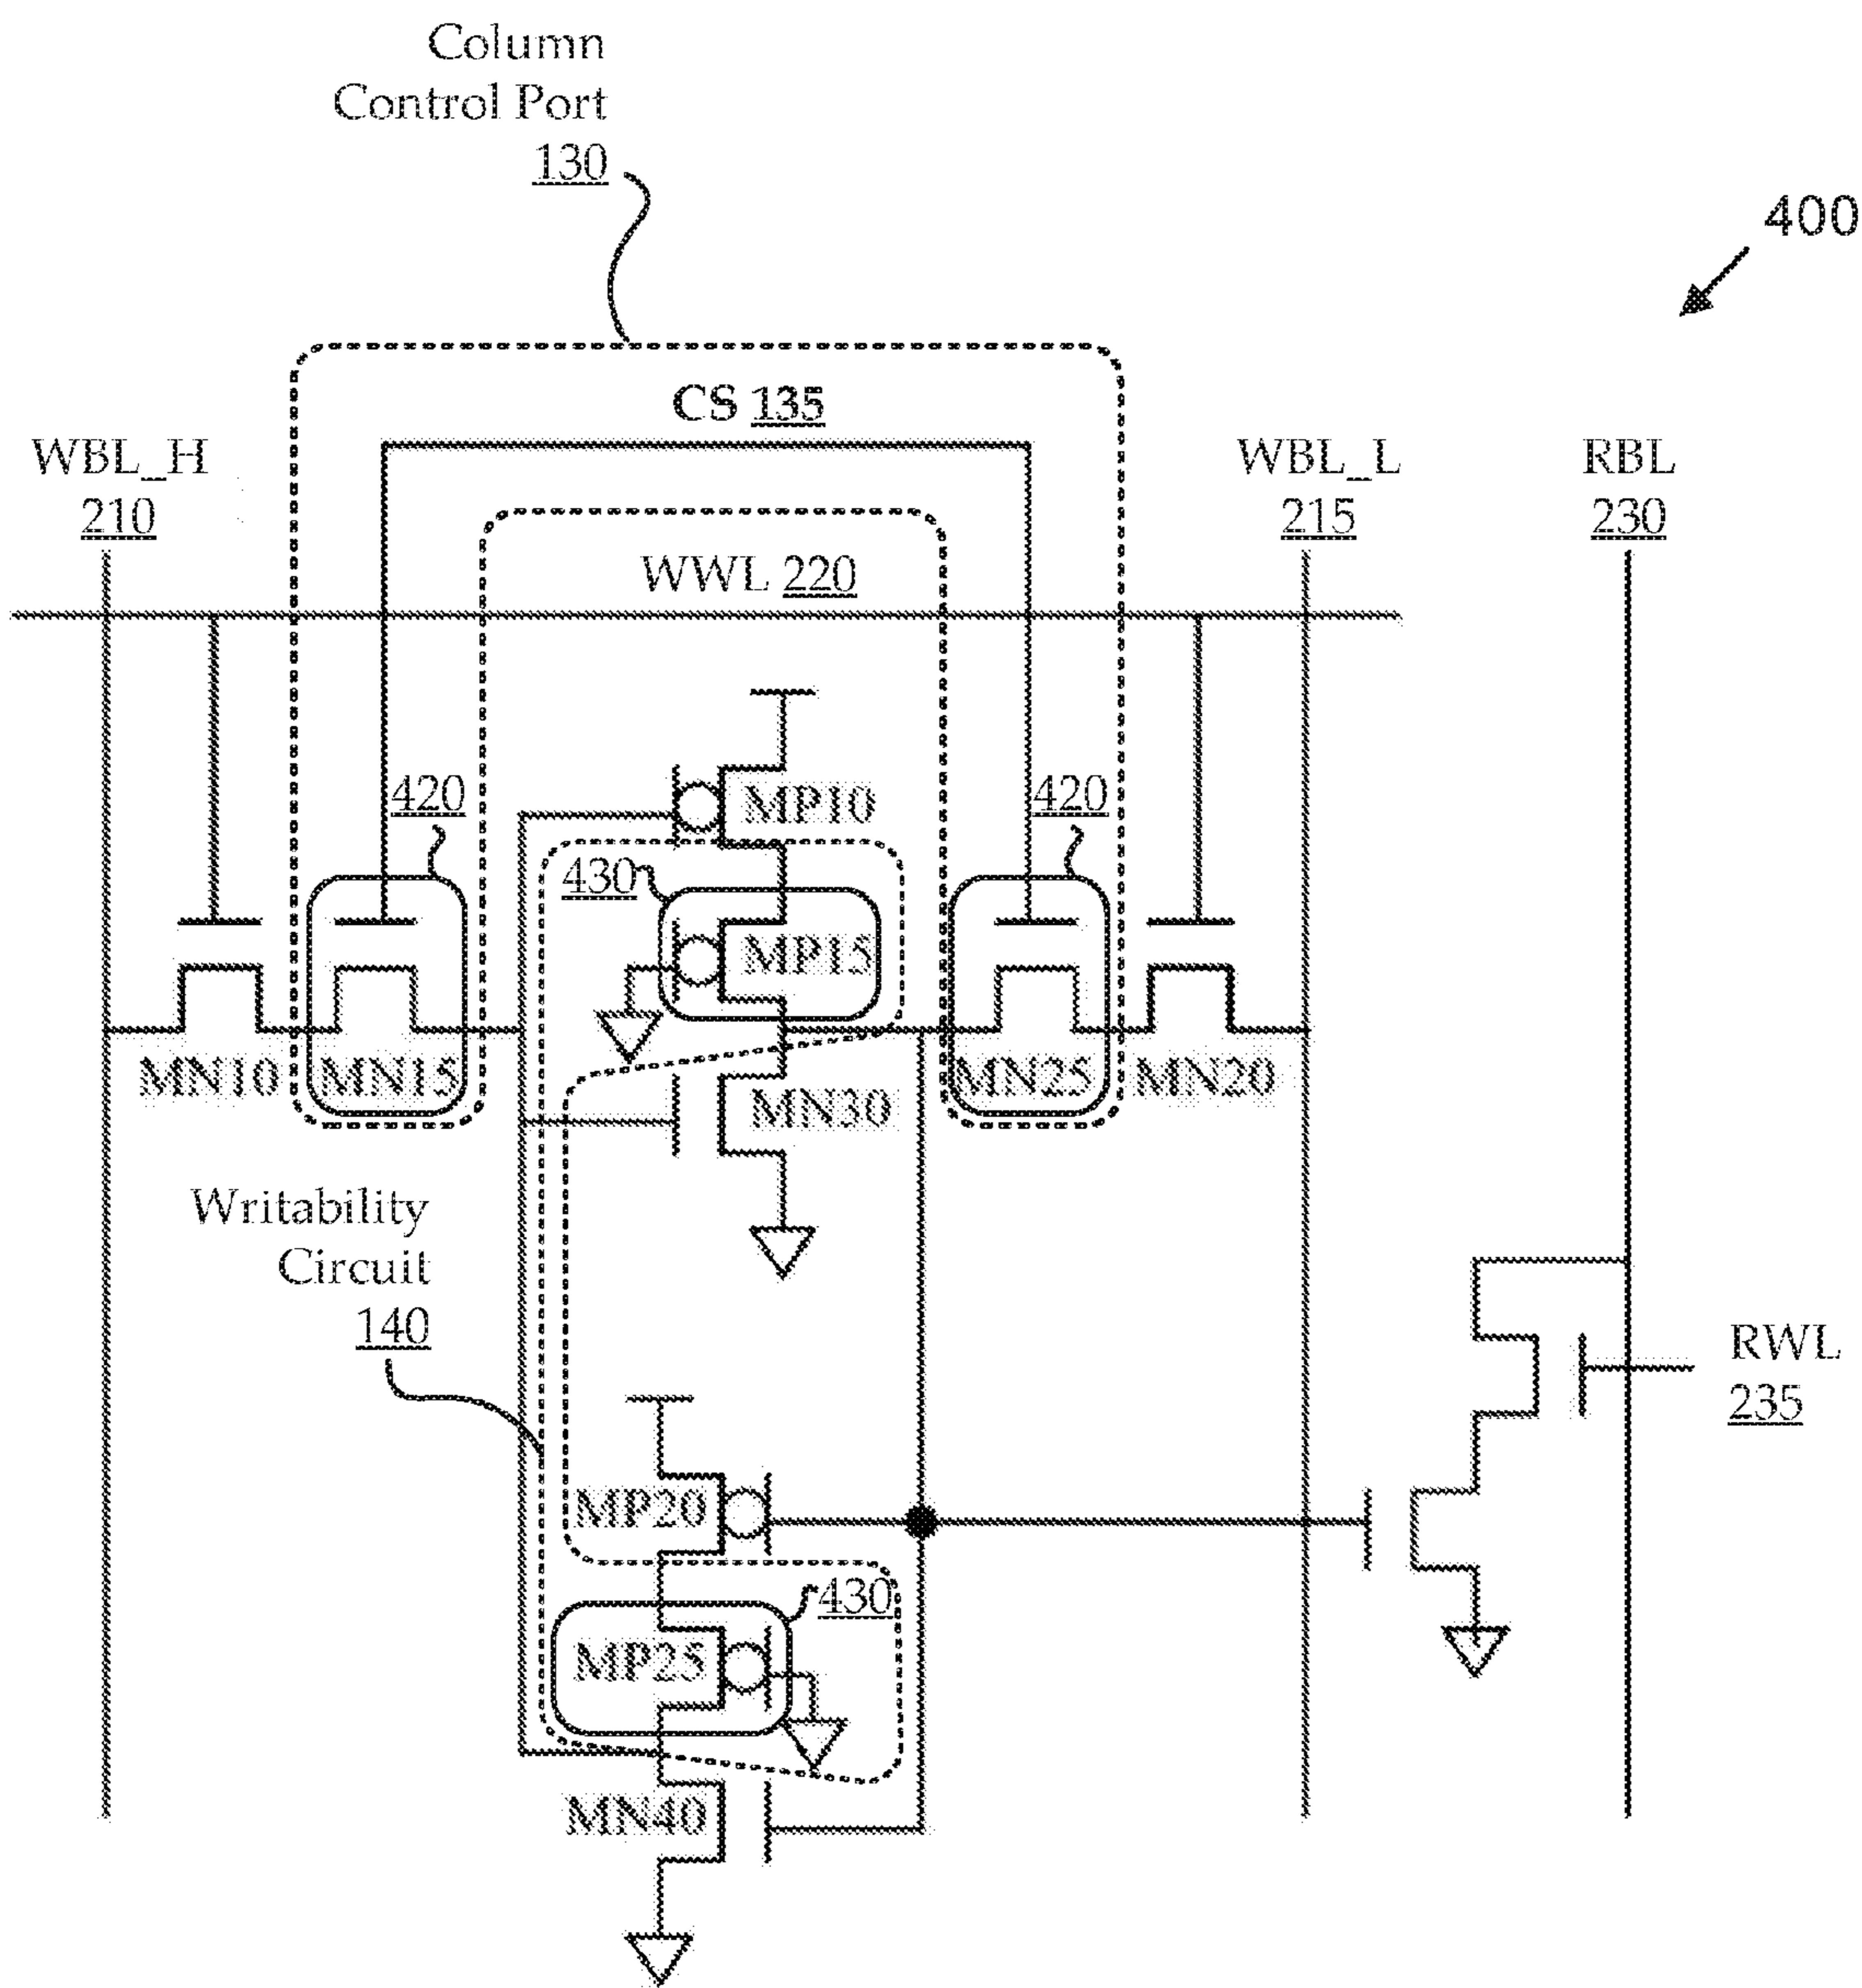 Column
Control Port
130
400
CS 135
WBL_H
210
WBL_L
215
RBL
230
WWL 220
420
MP10
420
430
MP15
MN10
MN15
MN25
MN20
MN30
Writability
Circuit
140
RWL
235
MP20
430
MP25
MN40